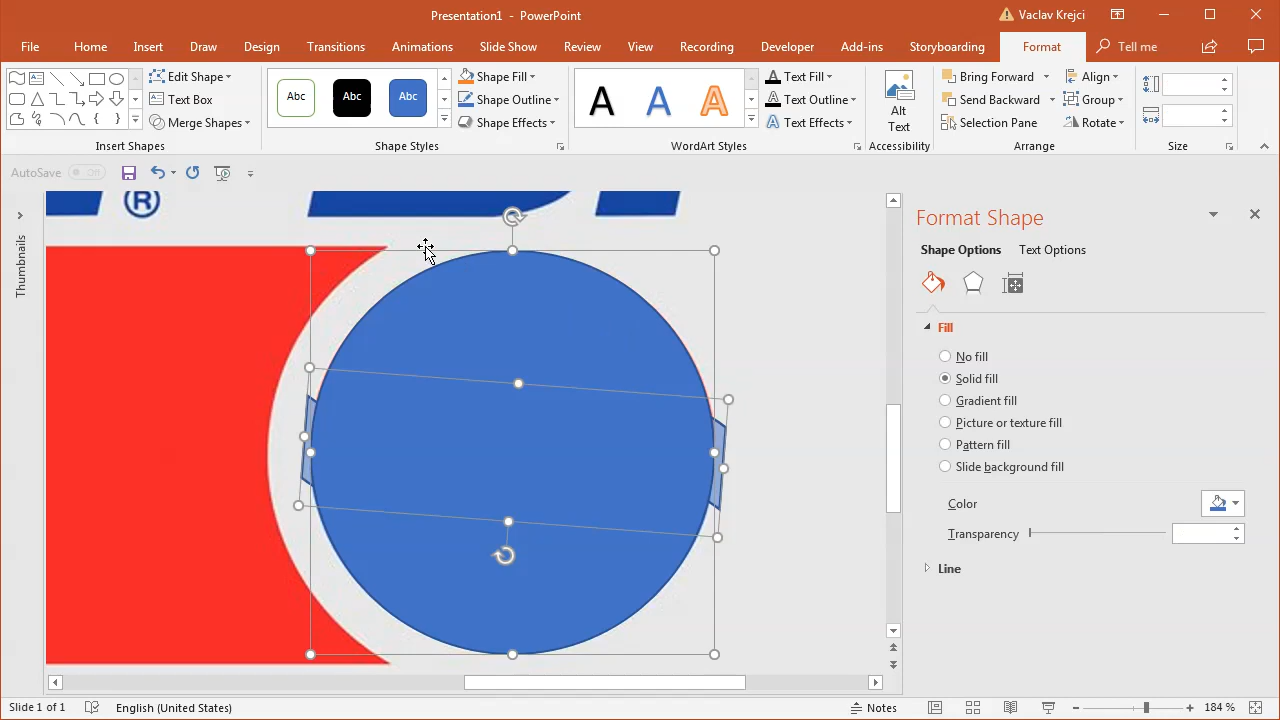 Presentation1 - PowerPoint
Vaclav Krejci
File Home Insert Draw Design Transitions Animations Slide Show Review View Recording Developer Add-ins Storyboarding Format Tell me
Edit Shape
Merge Shapes
Insert Shapes
Abc Abc Abc
Shape Fill
Shape Outline
Shape Effects
Shape Styles
A A A
Text Fill
Text Outline
Text Effects
WordArt Styles
Alt
Text
Accessibility
Bring Forward
Send Backward
Selection Pane
Align
Group
Rotate
Arrange
Size
AutoSave Off
Thumbnails
®
Format Shape
Shape Options Text Options
Fill
No fill
Solid fill
Gradient fill
Picture or texture fill
Pattern fill
Slide background fill
Color
Transparency
Line
Slide 1 of 1 English (United States) Notes 184 %